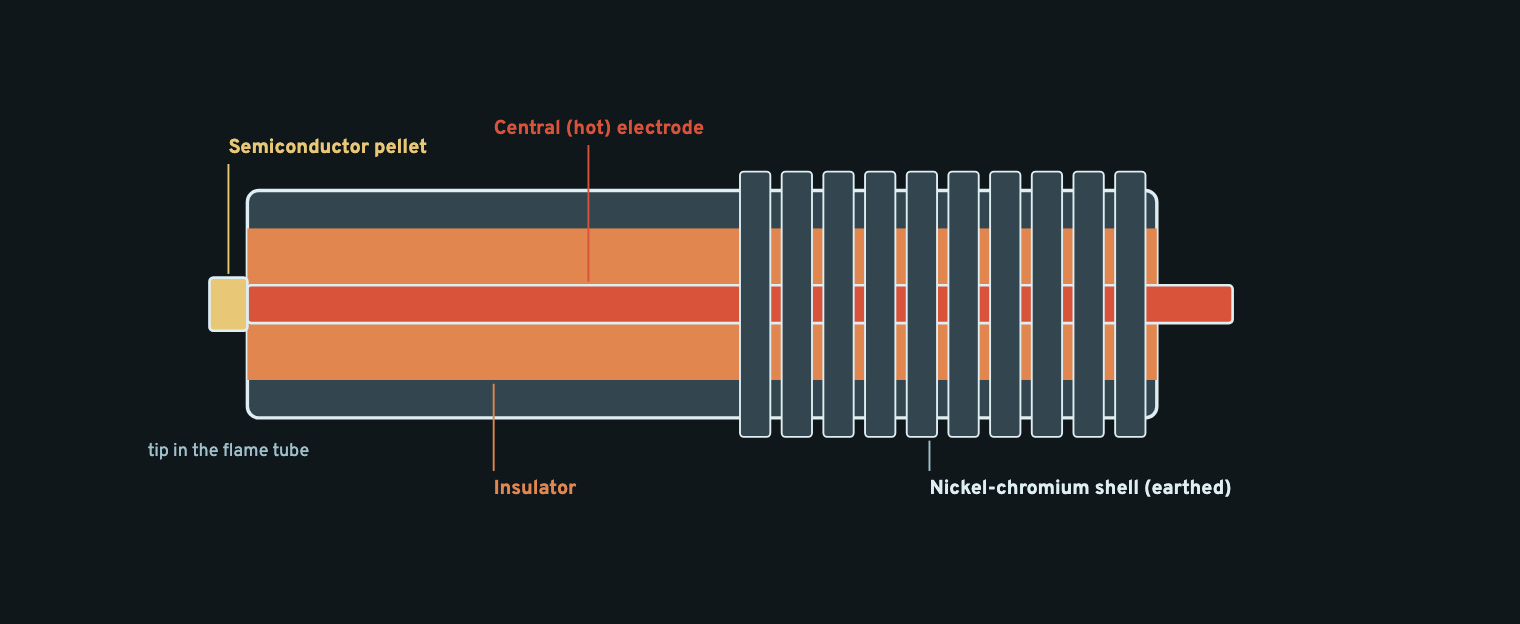 Central (hot) electrode
Semiconductor pellet
tip in the flame tube
Insulator
Nickel-chromium shell (earthed)